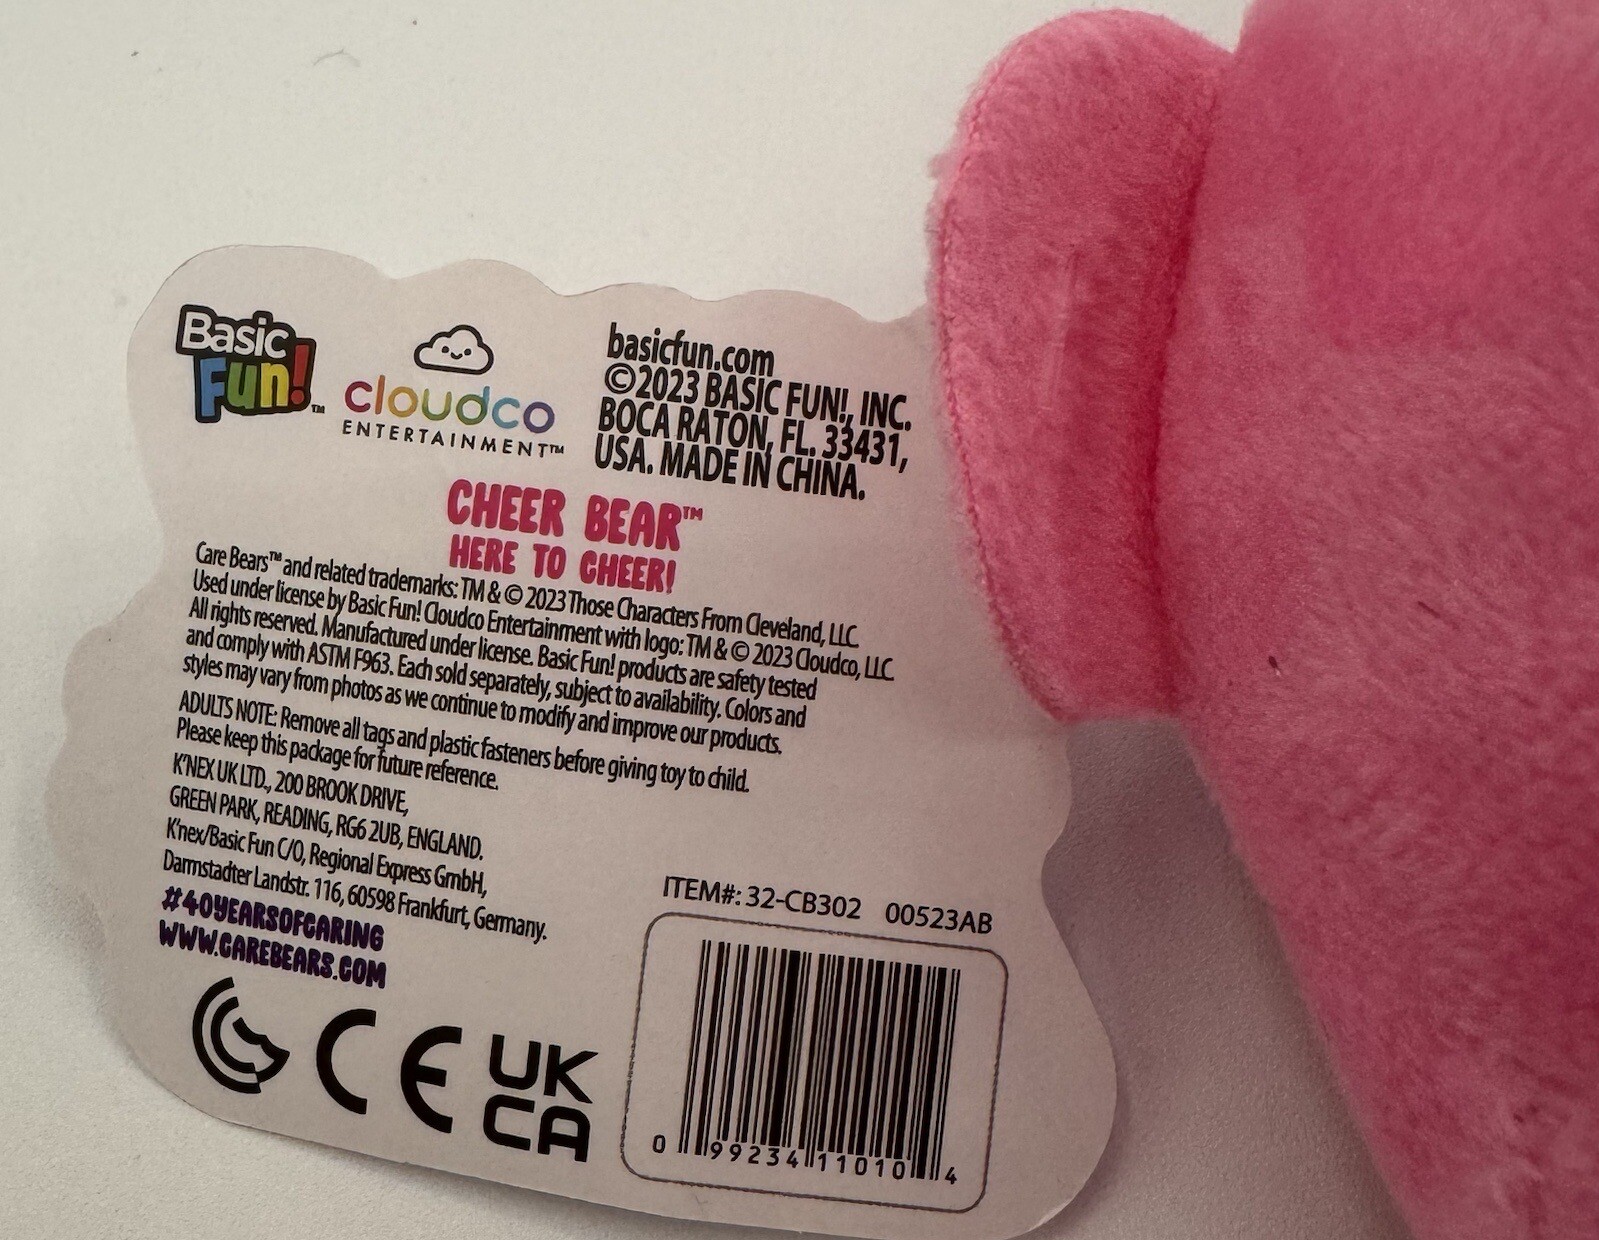 Basic
Fun!™
cloudco
ENTERTAINMENT™
basicfun.com
©2023 BASIC FUN!, INC.
BOCA RATON, FL. 33431,
USA. MADE IN CHINA.
CHEER BEAR™
HERE TO CHEER!
Care Bears™ and related trademarks: TM & © 2023 Those Characters From Cleveland, LLC.
Used under license by Basic Fun! Cloudco Entertainment with logo: TM & © 2023 Cloudco, LLC.
All rights reserved. Manufactured under license. Basic Fun! products are safety tested
and comply with ASTM F963. Each sold separately, subject to availability. Colors and
styles may vary from photos as we continue to modify and improve our products.
ADULTS NOTE: Remove all tags and plastic fasteners before giving toy to child.
Please keep this package for future reference.
K'NEX UK LTD., 200 BROOK DRIVE,
GREEN PARK, READING, RG6 2UB, ENGLAND.
K'nex/Basic Fun C/O, Regional Express GmbH,
Darmstadter Landstr. 116, 60598 Frankfurt, Germany.
#40YEARSOFCARING
WWW.CAREBEARS.COM
CE
UK
CA
ITEM#: 32-CB302 00523AB
0 99234 11010 4